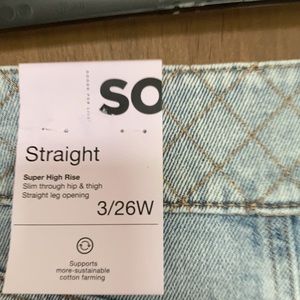 SO
Straight
Super High Rise
Slim through hip & thigh
Straight leg opening
3/26W
Supports
more-sustainable
cotton farming